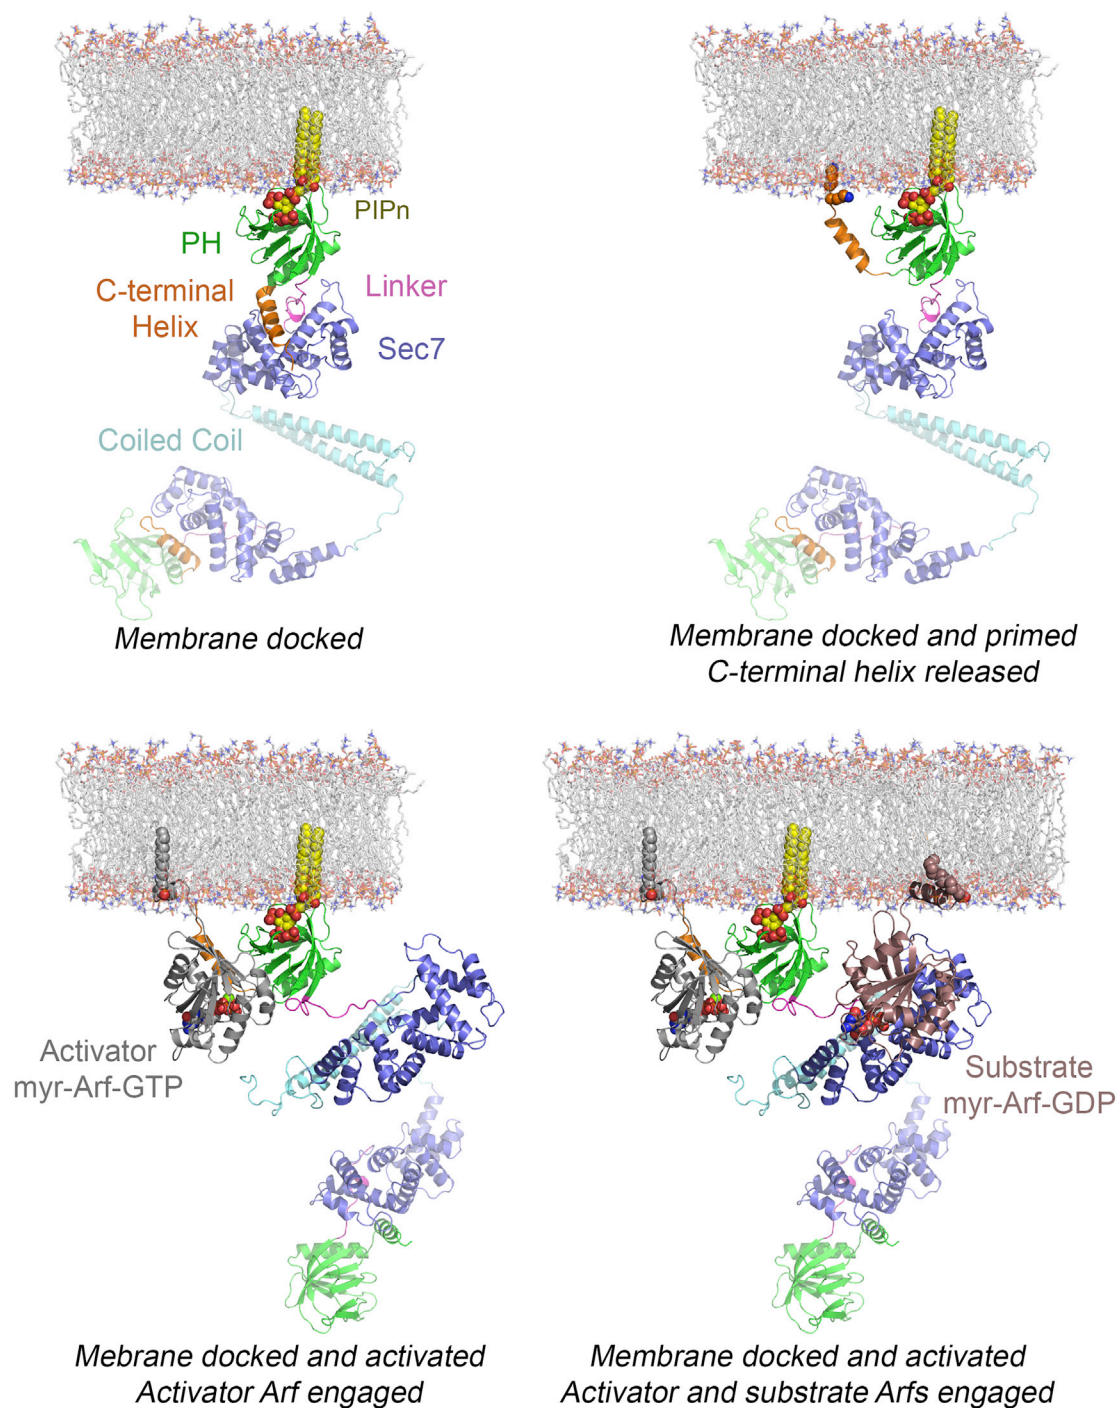 PIPn
PH
C-terminal
Helix
Linker
Sec7
Coiled Coil
Membrane docked
Membrane docked and primed
C-terminal helix released
Activator
myr-Arf-GTP
Substrate
myr-Arf-GDP
Mebrane docked and activated
Activator Arf engaged
Membrane docked and activated
Activator and substrate Arfs engaged